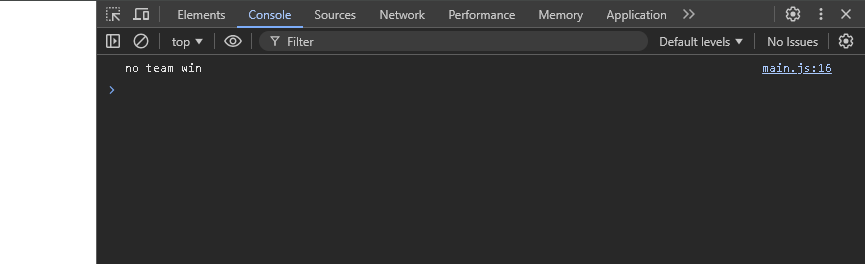 Elements Console Sources Network Performance Memory Application
top Filter Default levels No Issues
no team win main.js:16